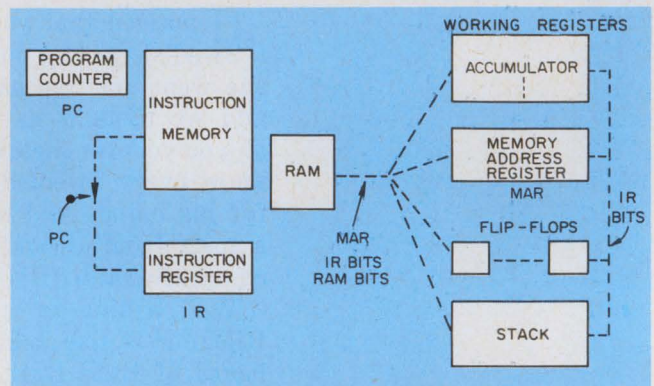 WORKING REGISTERS
PROGRAM
COUNTER
PC
INSTRUCTION
MEMORY
ACCUMULATOR
RAM
MEMORY
ADDRESS
REGISTER
MAR
PC
MAR,
IR BITS
RAM BITS
IR
BITS
FLIP-FLOPS
INSTRUCTION
REGISTER
IR
STACK